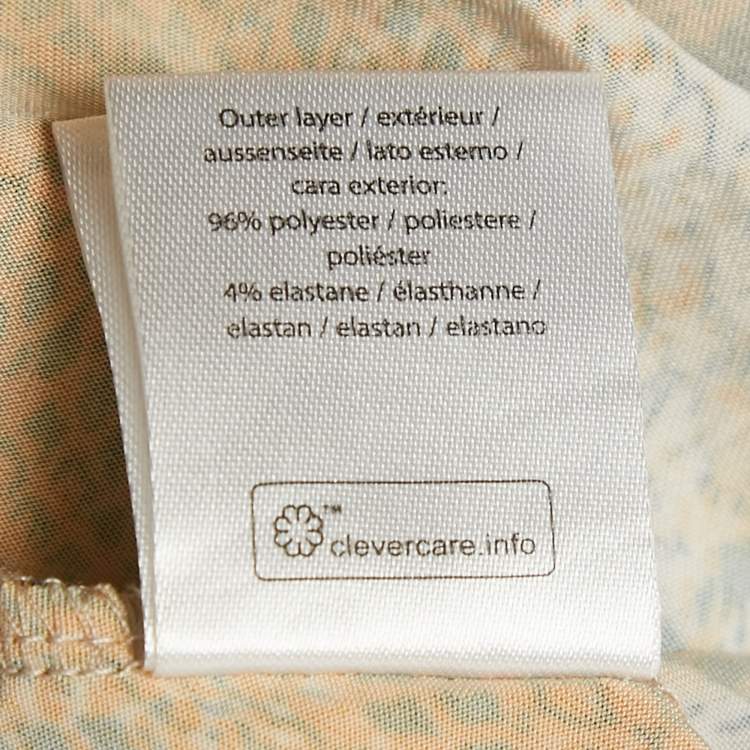 Outer layer / extérieur /
aussenseite / lato esterno /
cara exterior:
96% polyester / poliestere /
poliéster
4% elastane / élasthanne /
elastan / elastan / elastano
™
clevercare.info